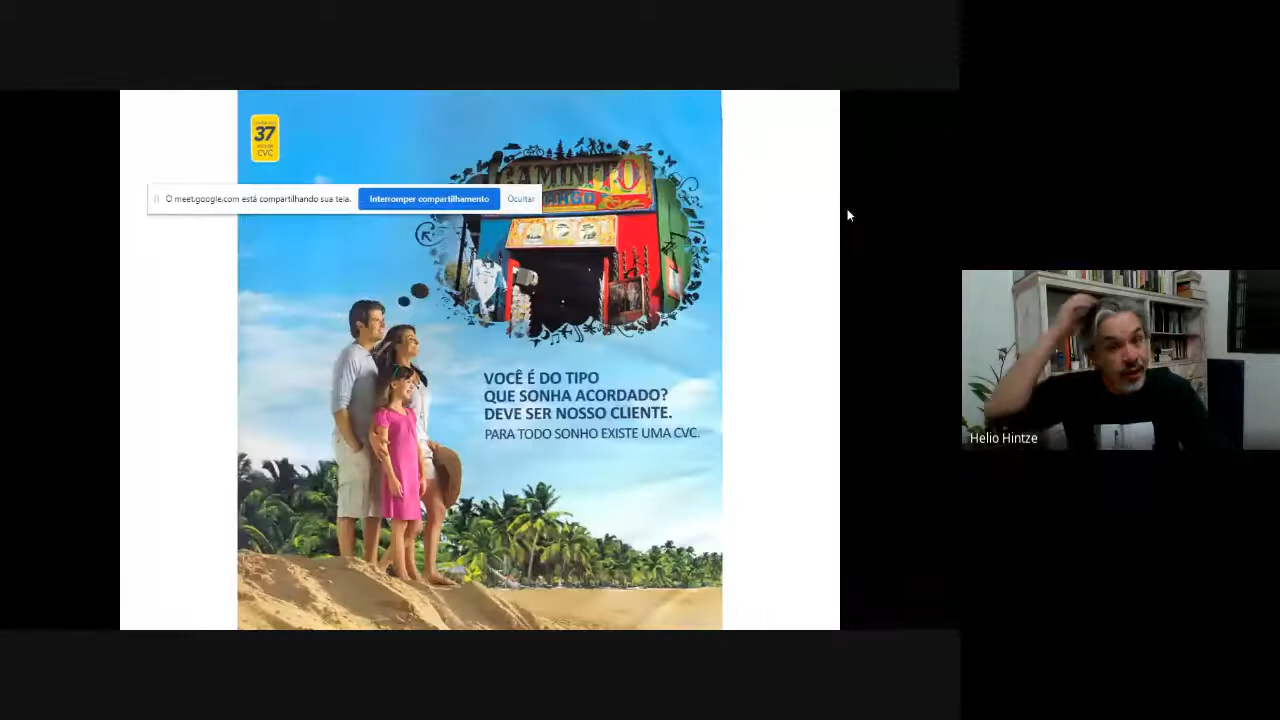 37
CVC
CAMINITO
O meet.google.com está compartilhando sua tela.
Interromper compartilhamento
Ocultar
VOCÊ É DO TIPO
QUE SONHA ACORDADO?
DEVE SER NOSSO CLIENTE.
PARA TODO SONHO EXISTE UMA CVC.
Helio Hintze